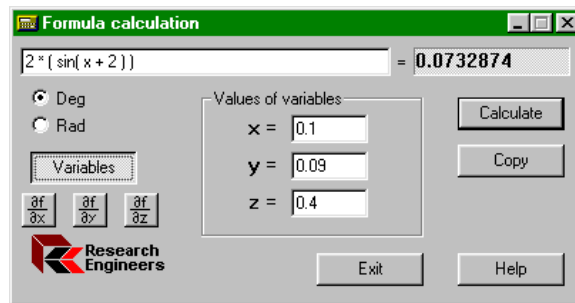 Formula calculation
2 * ( sin( x + 2 ) ) = 0.0732874
Deg
Rad
Variables
∂f/∂x ∂f/∂y ∂f/∂z
Research
Engineers
Values of variables
x = 0.1
y = 0.09
z = 0.4
Calculate
Copy
Exit
Help